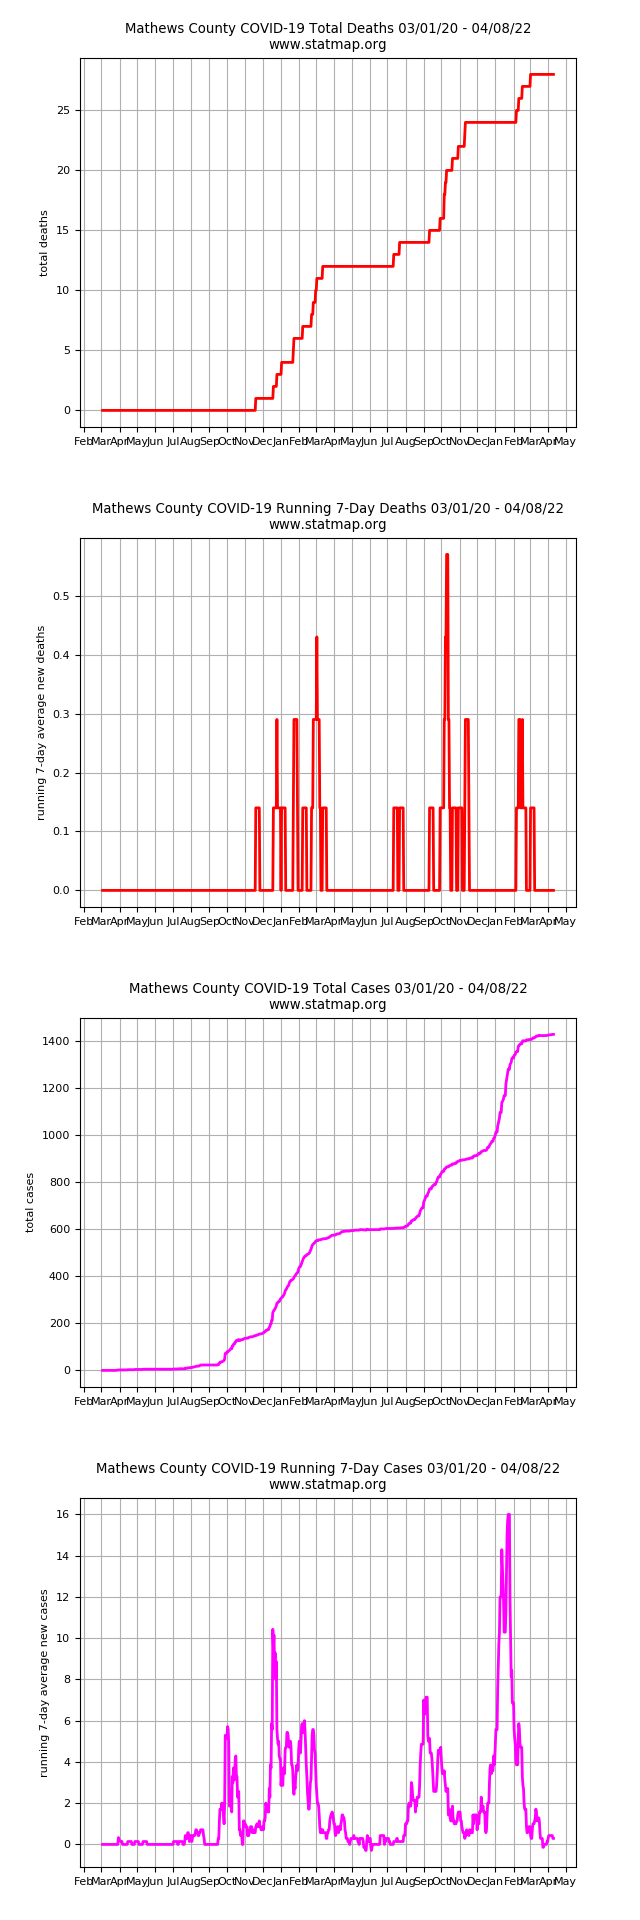 Mathews County COVID-19 Total Deaths 03/01/20 - 04/08/22
www.statmap.org
total deaths
25
20
15
10
5
0
Feb Mar Apr May Jun Jul Aug Sep Oct Nov Dec Jan Feb Mar Apr May Jun Jul Aug Sep Oct Nov Dec Jan Feb Mar Apr May
Mathews County COVID-19 Running 7-Day Deaths 03/01/20 - 04/08/22
www.statmap.org
running 7-day average new deaths
0.5
0.4
0.3
0.2
0.1
0.0
Feb Mar Apr May Jun Jul Aug Sep Oct Nov Dec Jan Feb Mar Apr May Jun Jul Aug Sep Oct Nov Dec Jan Feb Mar Apr May
Mathews County COVID-19 Total Cases 03/01/20 - 04/08/22
www.statmap.org
total cases
1400
1200
1000
800
600
400
200
0
Feb Mar Apr May Jun Jul Aug Sep Oct Nov Dec Jan Feb Mar Apr May Jun Jul Aug Sep Oct Nov Dec Jan Feb Mar Apr May
Mathews County COVID-19 Running 7-Day Cases 03/01/20 - 04/08/22
www.statmap.org
running 7-day average new cases
16
14
12
10
8
6
4
2
0
Feb Mar Apr May Jun Jul Aug Sep Oct Nov Dec Jan Feb Mar Apr May Jun Jul Aug Sep Oct Nov Dec Jan Feb Mar Apr May